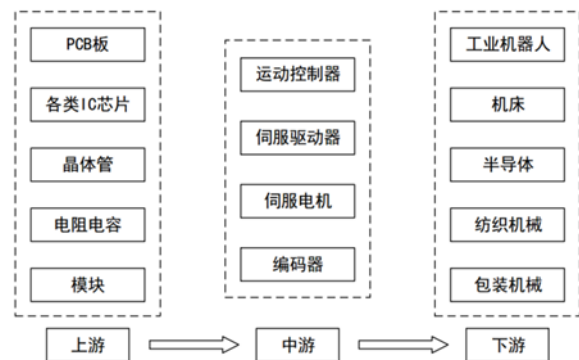 PCB板
各类IC芯片
晶体管
电阻电容
模块
上游
运动控制器
伺服驱动器
伺服电机
编码器
中游
工业机器人
机床
半导体
纺织机械
包装机械
下游